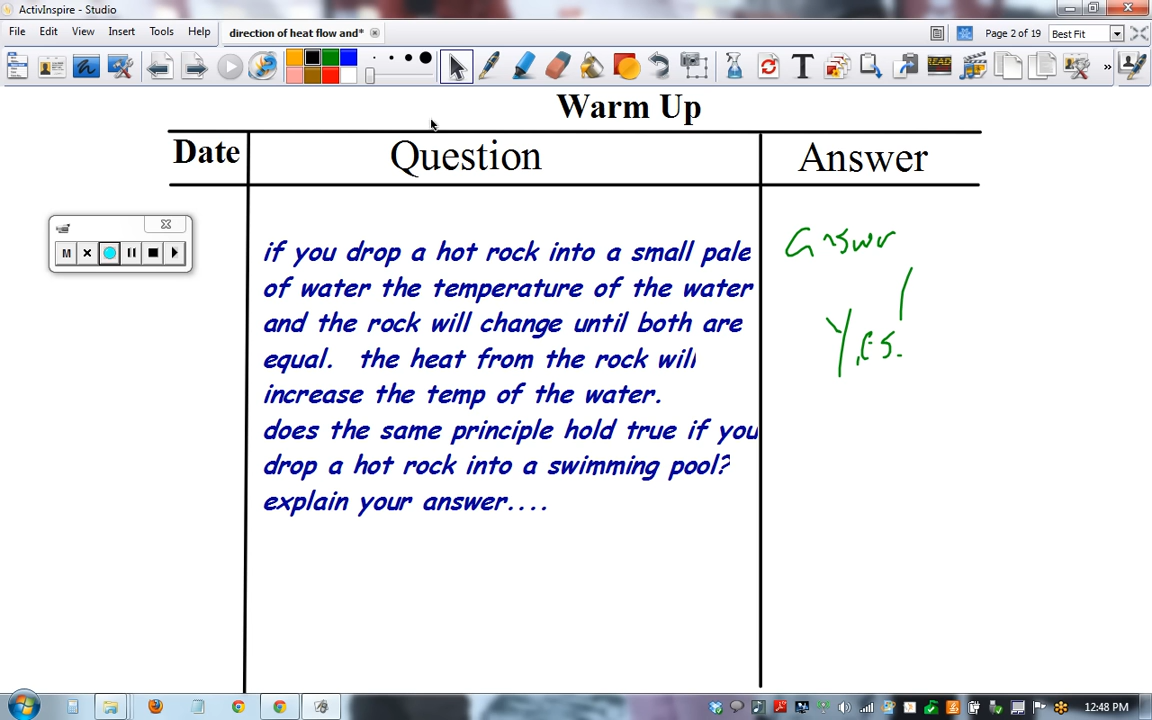 ActivInspire - Studio
File Edit View Insert Tools Help direction of heat flow and* Page 2 of 19 Best Fit
Warm Up
Date Question Answer
if you drop a hot rock into a small pale
of water the temperature of the water
and the rock will change until both are
equal. the heat from the rock will
increase the temp of the water.
does the same principle hold true if you
drop a hot rock into a swimming pool?
explain your answer....
answer
Yes.
M
12:48 PM